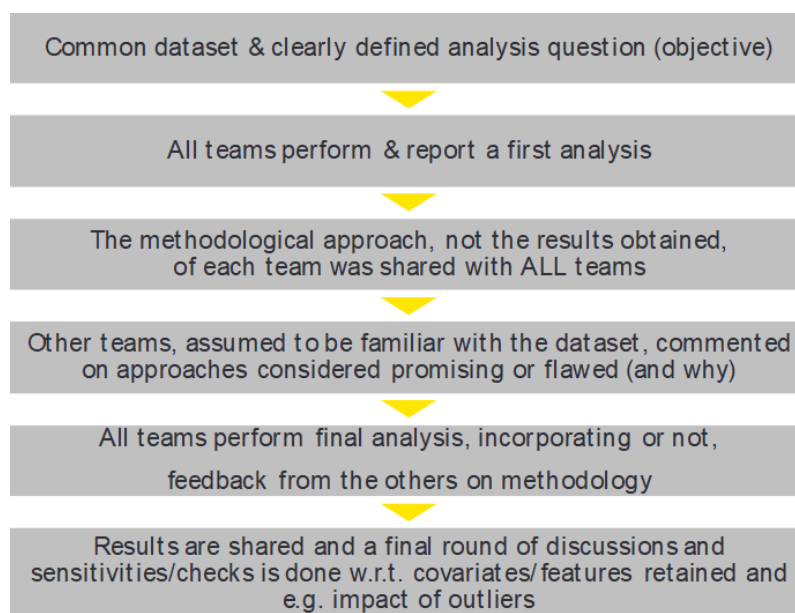 Common dataset & clearly defined analysis question (objective)
All teams perform & report a first analysis
The methodological approach, not the results obtained,
of each team was shared with ALL teams
Other teams, assumed to be familiar with the dataset, commented
on approaches considered promising or flawed (and why)
All teams perform final analysis, incorporating or not,
feedback from the others on methodology
Results are shared and a final round of discussions and
sensitivities/checks is done w.r.t. covariates/features retained and
e.g. impact of outliers